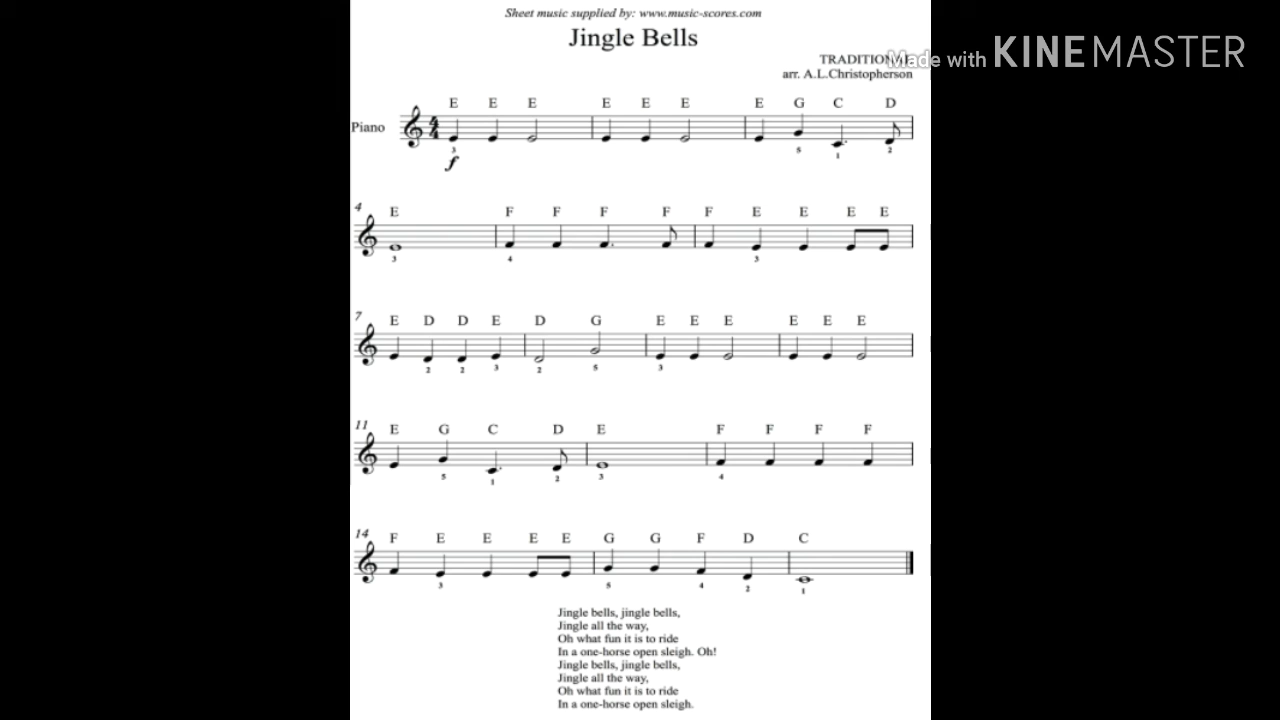 Sheet music supplied by: www.music-scores.com
Jingle Bells
Made with KINEMASTER
TRADITIONAL
arr. A.L.Christopherson
E E E E E E E G C D
Piano
4 4
3 5 1 2
f
4
E F F F F F E E E E
3 4 3
7
E D D E D G E E E E E E
2 2 3 2 5 3
11
E G C D E F F F F
5 1 2 3 4
14
F E E E E G G F D C
3 5 4 2 1
Jingle bells, jingle bells,
Jingle all the way,
Oh what fun it is to ride
In a one-horse open sleigh. Oh!
Jingle bells, jingle bells,
Jingle all the way,
Oh what fun it is to ride
In a one-horse open sleigh.